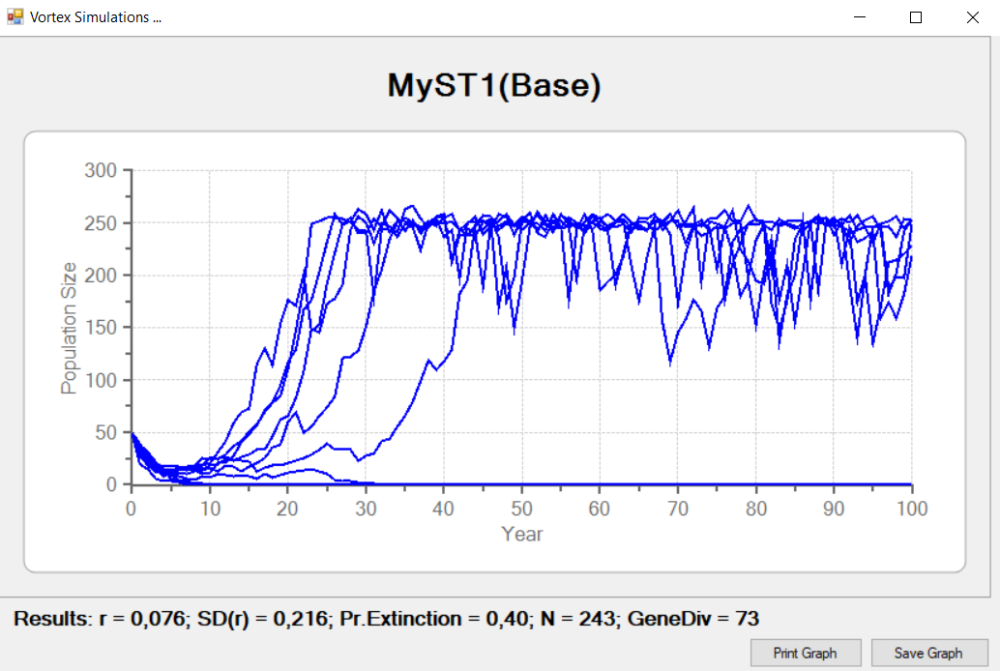 Vortex Simulations ...
MyST1(Base)
300
250
200
150
100
50
0
Population Size
0 10 20 30 40 50 60 70 80 90 100
Year
Results: r = 0,076; SD(r) = 0,216; Pr.Extinction = 0,40; N = 243; GeneDiv = 73
Print Graph Save Graph